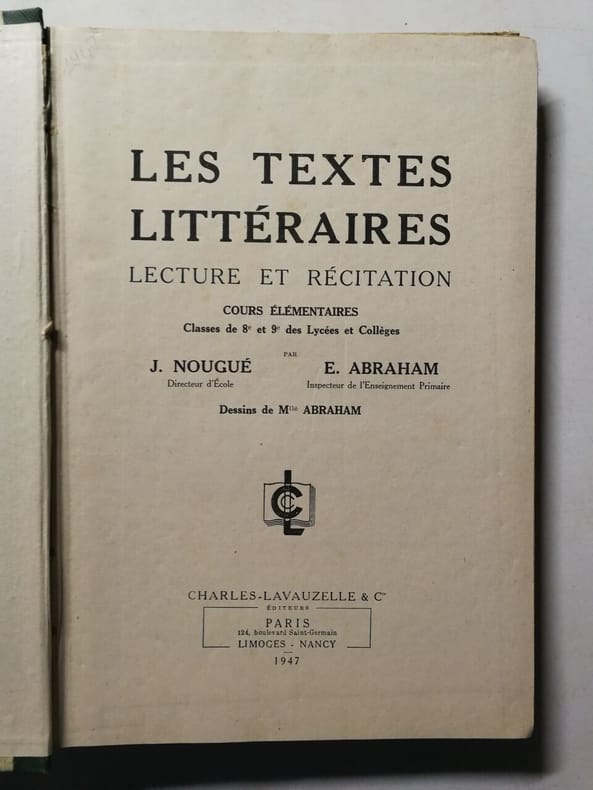 LES TEXTES
LITTÉRAIRES
LECTURE ET RÉCITATION
COURS ÉLÉMENTAIRES
Classes de 8e et 9e des Lycées et Collèges
PAR
J. NOUGUÉ E. ABRAHAM
Directeur d'École Inspecteur de l'Enseignement Primaire
Dessins de Mlle ABRAHAM
LCL
CHARLES-LAVAUZELLE & Cie
ÉDITEURS
PARIS
124, boulevard Saint-Germain
LIMOGES - NANCY
1947